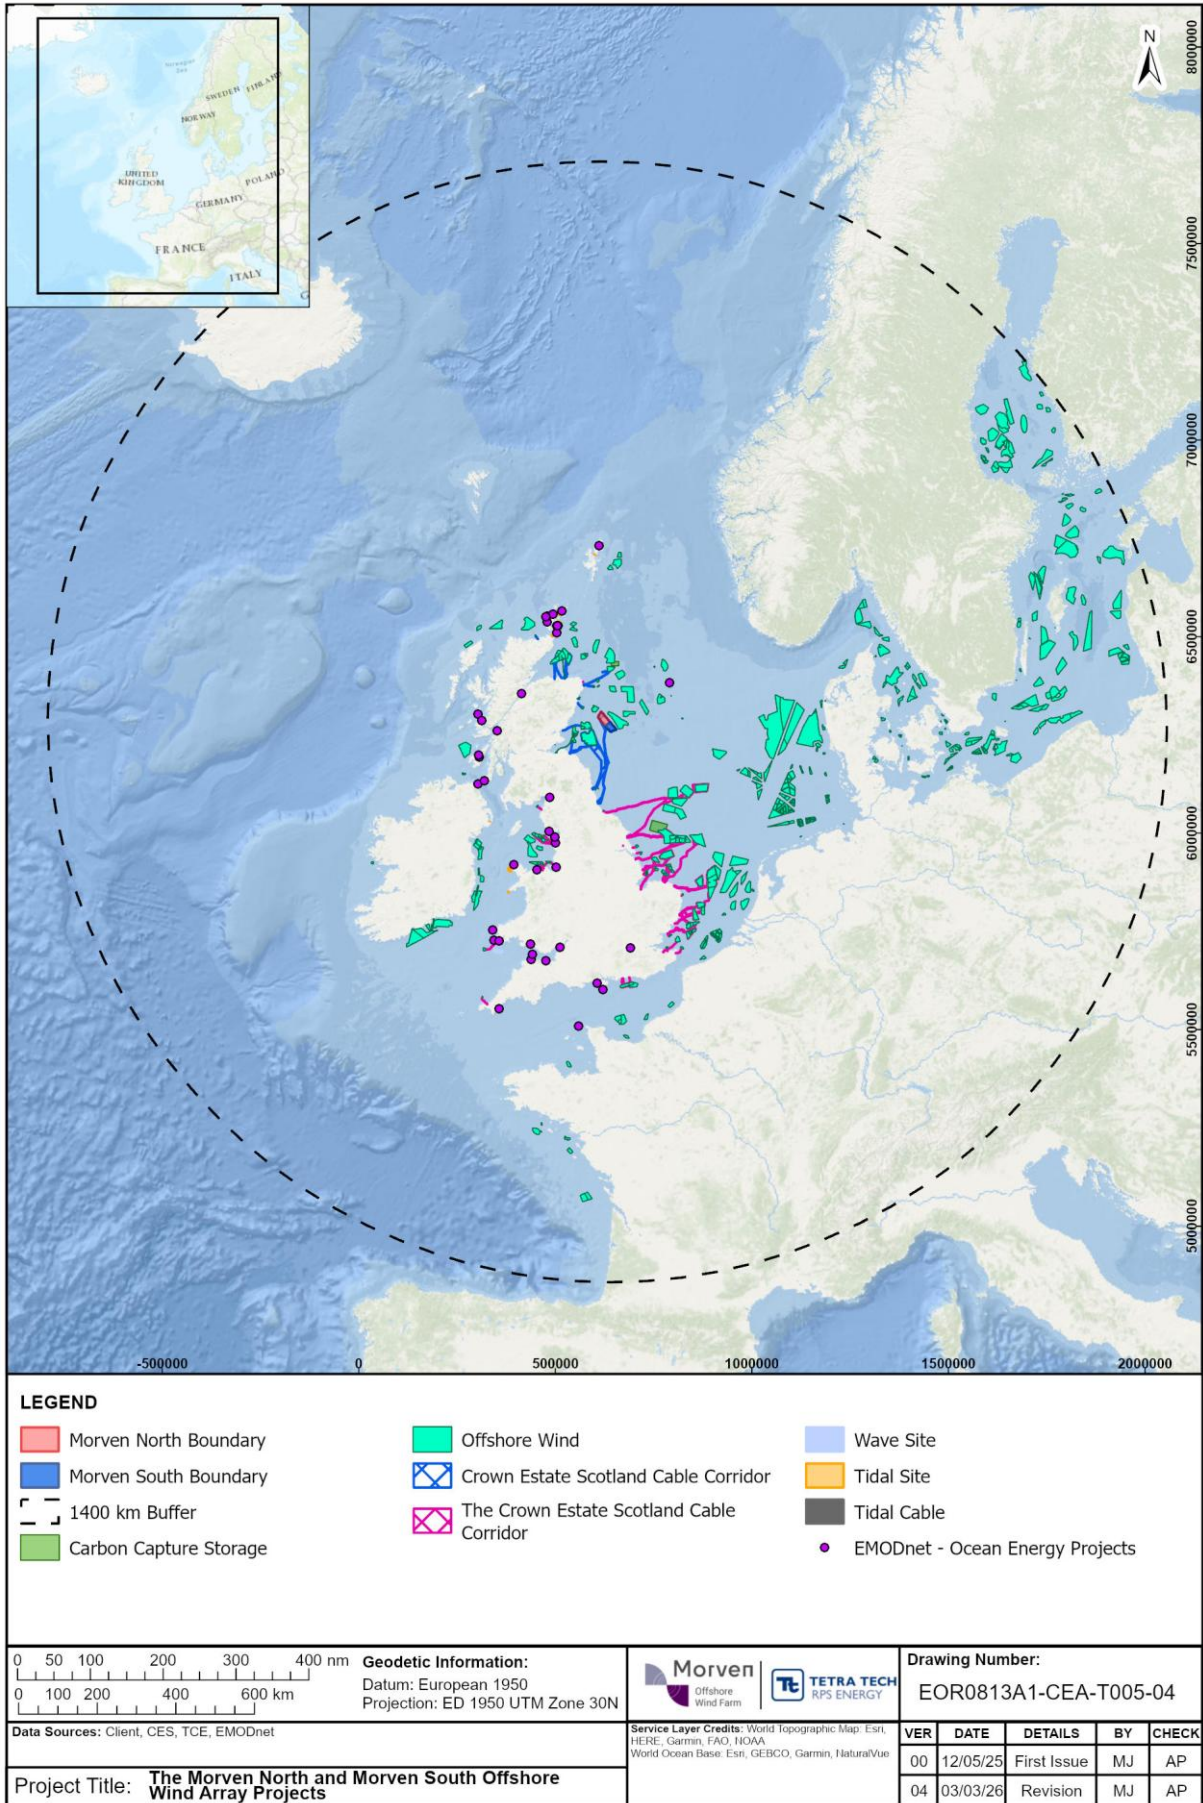 N
Norwegian
Sea
SWEDEN
FINLAND
NORWAY
UNITED
KINGDOM
POLAND
GERMANY
FRANCE
ITALY
8000000
7500000
7000000
6500000
6000000
5500000
5000000
-500000
0
500000
1000000
1500000
2000000
LEGEND
Morven North Boundary
Morven South Boundary
1400 km Buffer
Carbon Capture Storage
Offshore Wind
Crown Estate Scotland Cable Corridor
The Crown Estate Scotland Cable
Corridor
Wave Site
Tidal Site
Tidal Cable
EMODnet - Ocean Energy Projects
0 50 100 200 300 400 nm
0 100 200 400 600 km
Geodetic Information:
Datum: European 1950
Projection: ED 1950 UTM Zone 30N
Data Sources: Client, CES, TCE, EMODnet
Project Title: The Morven North and Morven South Offshore
Wind Array Projects
Morven
Offshore
Wind Farm
TETRA TECH
RPS ENERGY
Service Layer Credits: World Topographic Map: Esri,
HERE, Garmin, FAO, NOAA
World Ocean Base: Esri, GEBCO, Garmin, NaturalVue
Drawing Number:
EOR0813A1-CEA-T005-04
VER DATE DETAILS BY CHECK
00 12/05/25 First Issue MJ AP
04 03/03/26 Revision MJ AP